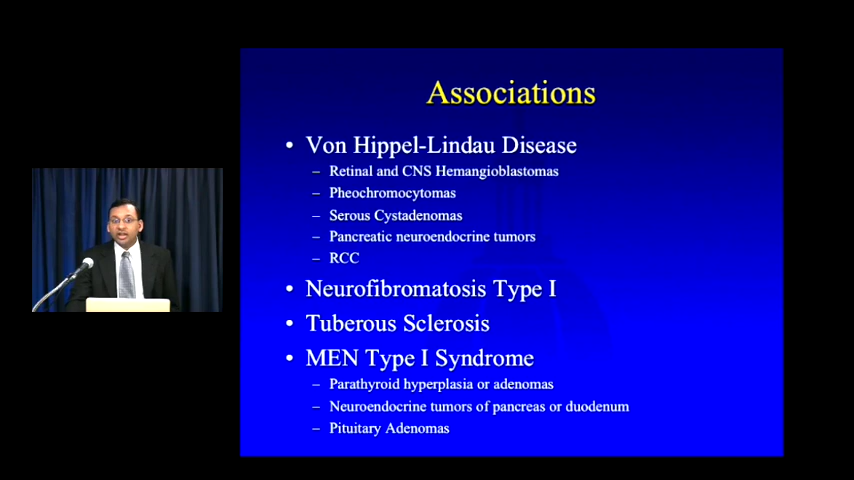 Associations
• Von Hippel-Lindau Disease
– Retinal and CNS Hemangioblastomas
– Pheochromocytomas
– Serous Cystadenomas
– Pancreatic neuroendocrine tumors
– RCC
• Neurofibromatosis Type I
• Tuberous Sclerosis
• MEN Type I Syndrome
– Parathyroid hyperplasia or adenomas
– Neuroendocrine tumors of pancreas or duodenum
– Pituitary Adenomas